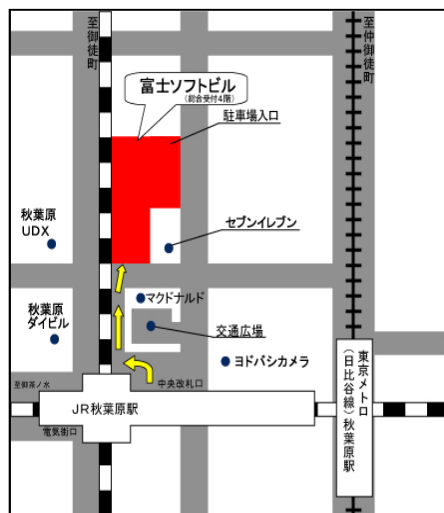 至御徒町
至仲御徒町
富士ソフトビル
(総合受付4階)
駐車場入口
秋葉原
UDX
セブンイレブン
マクドナルド
秋葉原
ダイビル
交通広場
ヨドバシカメラ
至御茶ノ水
中央改札口
JR秋葉原駅
電気街口
東京メトロ
(日比谷線)秋葉原駅